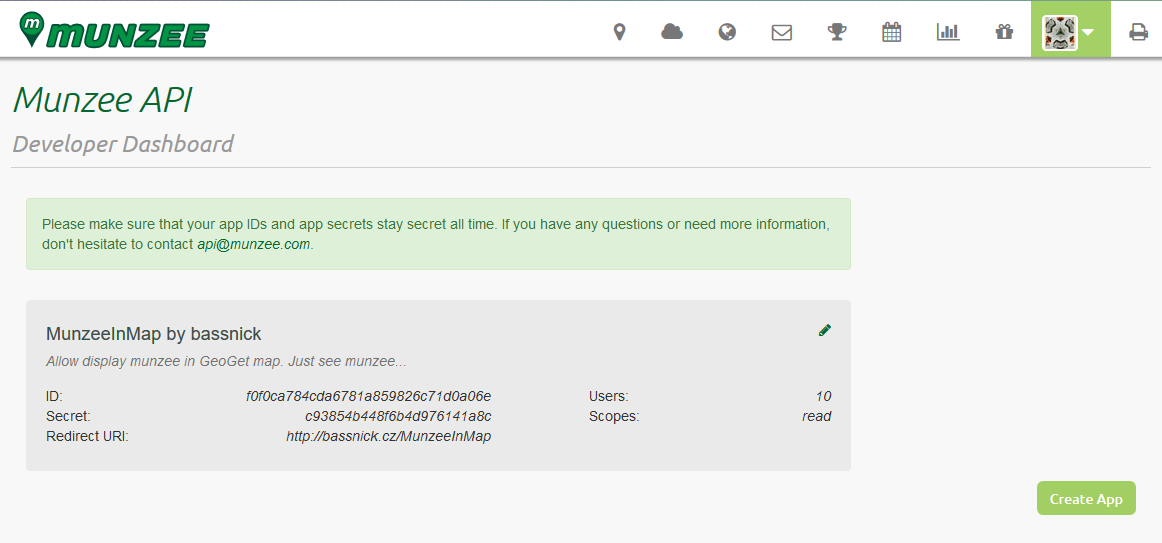 m MUNZEE
Munzee API
Developer Dashboard
Please make sure that your app IDs and app secrets stay secret all time. If you have any questions or need more information,
don't hesitate to contact api@munzee.com.
MunzeeInMap by bassnick
Allow display munzee in GeoGet map. Just see munzee...
ID: f0f0ca784cda6781a859826c71d0a06e Users: 10
Secret: c93854b448f6b4d976141a8c Scopes: read
Redirect URI: http://bassnick.cz/MunzeeInMap
Create App